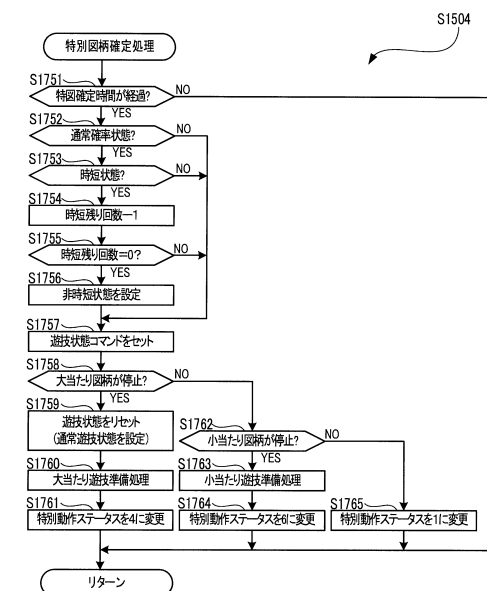 S1504
特別図柄確定処理
S1751
特図確定時間が経過?
NO
YES
S1752
通常確率状態?
NO
YES
S1753
時短状態?
NO
YES
S1754
時短残り回数ー1
S1755
時短残り回数=0?
NO
YES
S1756
非時短状態を設定
S1757
遊技状態コマンドをセット
S1758
大当たり図柄が停止?
NO
YES
S1759
遊技状態をリセット
(通常遊技状態を設定)
S1762
小当たり図柄が停止?
NO
YES
S1760
大当たり遊技準備処理
S1763
小当たり遊技準備処理
S1761
特別動作ステータスを4に変更
S1764
特別動作ステータスを6に変更
S1765
特別動作ステータスを1に変更
リターン